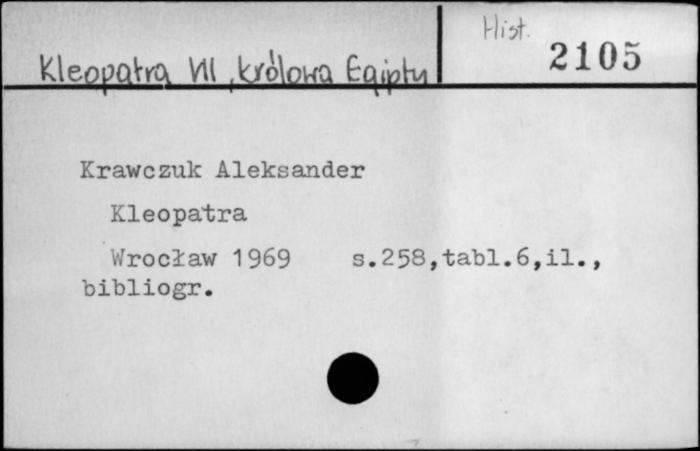 Hist.
2105
Kleopatra VII, królowa Egiptu
Krawczuk Aleksander
Kleopatra
Wrocław 1969 s.258,tabl.6,il.,
bibliogr.